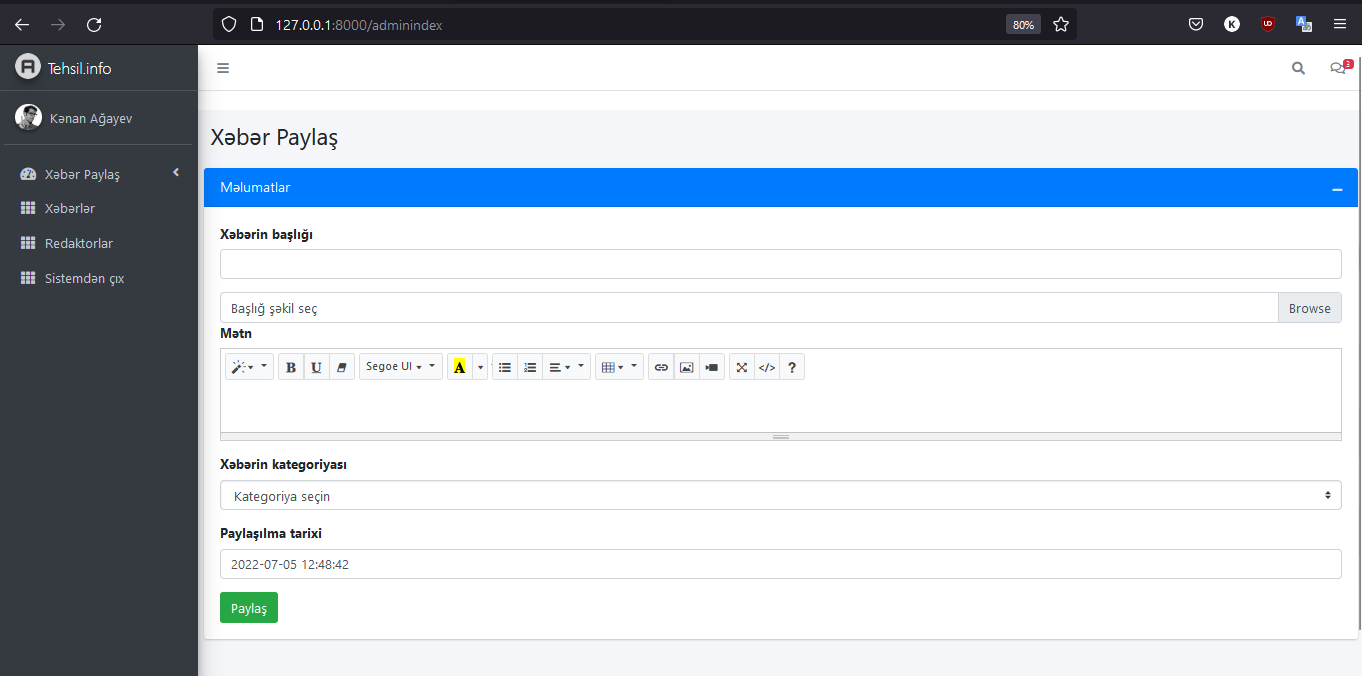 127.0.0.1:8000/adminindex
80%
K
UD
Tehsil.info
3
Kənan Ağayev
Xəbər Paylaş
Xəbər Paylaş
Məlumatlar
Xəbərlər
Redaktorlar
Sistemdən çıx
Xəbərin başlığı
Başlığ şəkil seç
Browse
Mətn
B U Segoe UI A </> ?
Xəbərin kategoriyası
Kategoriya seçin
Paylaşılma tarixi
2022-07-05 12:48:42
Paylaş